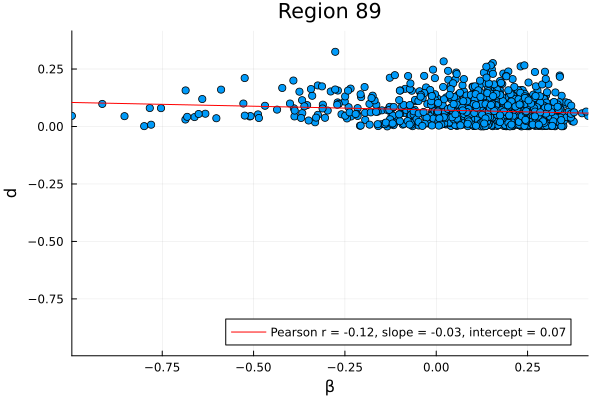 Region 89
0.25
0.00
−0.25
−0.50
−0.75
d
Pearson r = -0.12, slope = -0.03, intercept = 0.07
−0.75 −0.50 −0.25 0.00 0.25
β